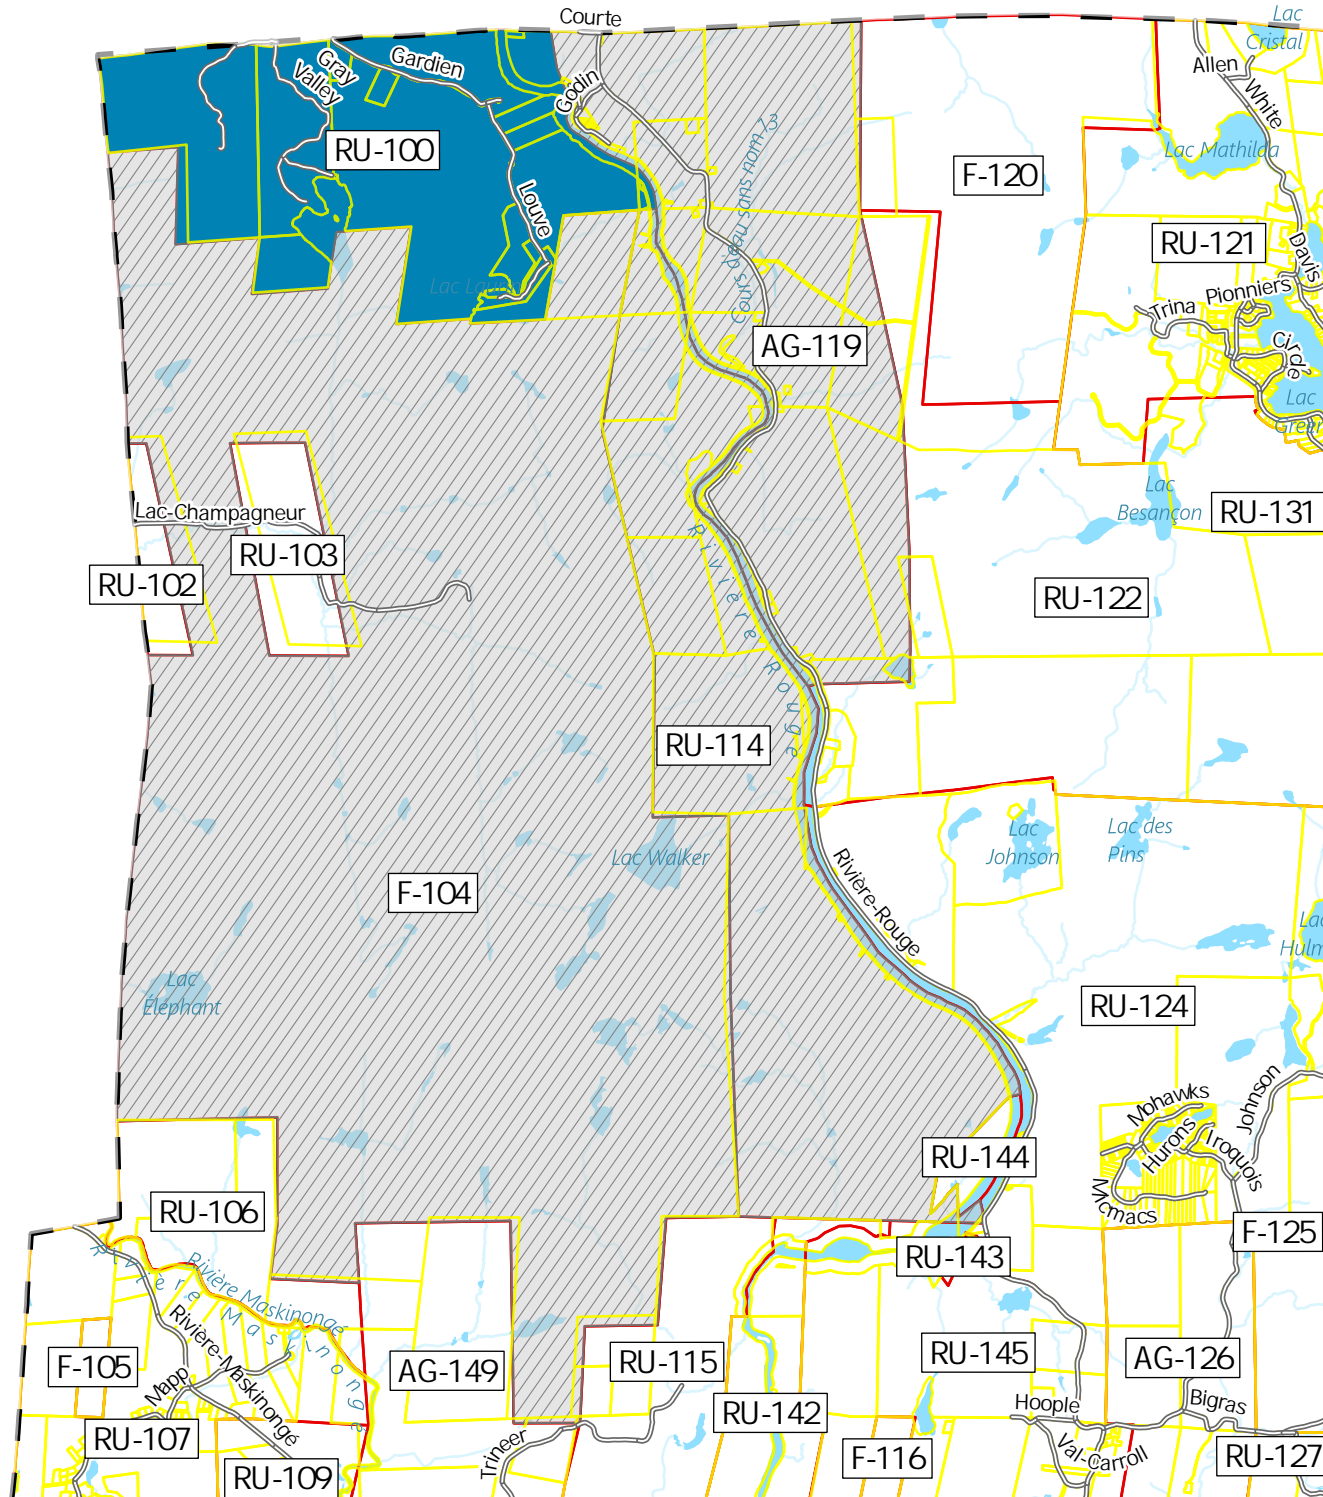 Courte
Lac
Cristal
Gray
Gardien
Valley
Godin
Allen
White
RU-100
Cours d'eau sans nom 73
Lac Mathilda
F-120
Louve
RU-121
Davis
Lac Laurin
Pionniers
Trina
AG-119
Circle
Lac
Green
Lac
Besançon
RU-131
Lac-Champagneur
RU-103
RU-102
Rivière Rouge
RU-122
RU-114
Lac Walker
Lac
Johnson
Lac des
Pins
F-104
Rivière-Rouge
Lac
Hulm
Lac
Éléphant
RU-124
Mohawks
Johnson
Hurons
Iroquois
RU-144
Micmacs
RU-106
F-125
RU-143
Rivière Maskinongé
Rivière Maskinongé
Rivière-Maskinongé
F-105
Mapp
AG-149
RU-115
RU-145
AG-126
RU-142
Hoople
Bigras
RU-107
Trineer
Val-Carroll
F-116
RU-127
RU-109